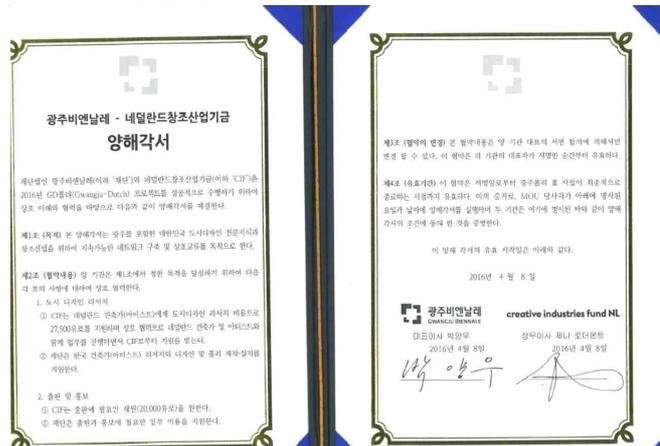 광주비엔날레 - 네덜란드창조산업기금
양해각서
재단법인 광주비엔날레(이하 '재단')와 네덜란드창조산업기금(이하 'CIF')은
2016년 GD폴리(Gwangju-Dutch) 프로젝트를 성공적으로 수행하기 위하여
상호 이해와 협력을 바탕으로 다음과 같이 양해각서를 체결한다.
제1조 (목적) 본 양해각서는 광주를 포함한 대한민국 도시디자인 전문지식과
창조산업을 위하여 지속가능한 네트워크 구축 및 상호교류를 목적으로 한다.
제2조 (협약내용) 양 기관은 제1조에서 정한 목적을 달성하기 위하여 다음
각 호의 사항에 대하여 상호 협력한다.
1. 도시 디자인 리서치
① CIF는 네덜란드 건축가(아티스트)에게 도시디자인 리서치 비용으로
27,500유로를 지원하며 상호 협력으로 네덜란드 건축가 및 아티스트와
함께 업무를 진행하면서 CIF로부터 지원을 받는다.
② 재단은 한국 건축가(아티스트) 리서치와 디자인 및 폴리 제작·설치를
지원한다.
2. 출판 및 홍보
① CIF는 출판에 필요한 재원(20,000유로)를 전한다.
② 재단은 출판과 홍보에 필요한 일부 비용을 지원한다.
제3조 (협약의 변경) 본 협약내용은 양 기관 대표의 서면 합의에 의해서만
변경 할 수 있다. 이 협약은 각 기관의 대표자가 서명한 순간부터 유효하다.
제4조 (유효기간) 이 협약은 서명일로부터 광주폴리 Ⅲ 사업이 최종적으로
종료하는 시점까지 유효하다. 이의 증거로, MOU 당사자가 아래에 명시된
요일과 날짜에 양해각서를 실행하며 두 기관은 여기에 명시된 바와 같이 양해
각서의 조건에 동의 한 것을 증명한다.
이 양해 각서의 유효 시작일은 아래와 같다.
2016년 4월 8일
광주비엔날레
GWANGJU BIENNALE
creative industries fund NL
대표이사 박양우
상무이사 제니 로더몬트
2016년 4월 8일
2016년 4월 8일
박양우